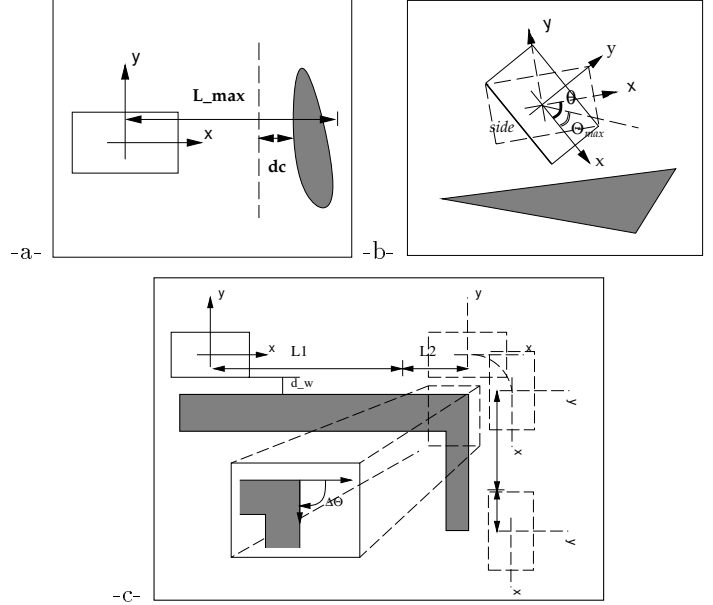 y
L_max
x
dc
-a-
y
y
x
θ
side
Θmax
x
-b-
y
y
x
L1
L2
x
d_w
y
x
ΔΘ
y
x
-c-